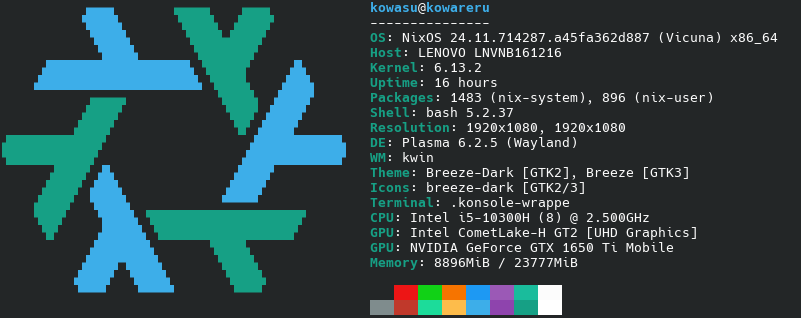 kowasu@kowareru
---------------
OS: NixOS 24.11.714287.a45fa362d887 (Vicuna) x86_64
Host: LENOVO LNVNB161216
Kernel: 6.13.2
Uptime: 16 hours
Packages: 1483 (nix-system), 896 (nix-user)
Shell: bash 5.2.37
Resolution: 1920x1080, 1920x1080
DE: Plasma 6.2.5 (Wayland)
WM: kwin
Theme: Breeze-Dark [GTK2], Breeze [GTK3]
Icons: breeze-dark [GTK2/3]
Terminal: .konsole-wrappe
CPU: Intel i5-10300H (8) @ 2.500GHz
GPU: Intel CometLake-H GT2 [UHD Graphics]
GPU: NVIDIA GeForce GTX 1650 Ti Mobile
Memory: 8896MiB / 23777MiB